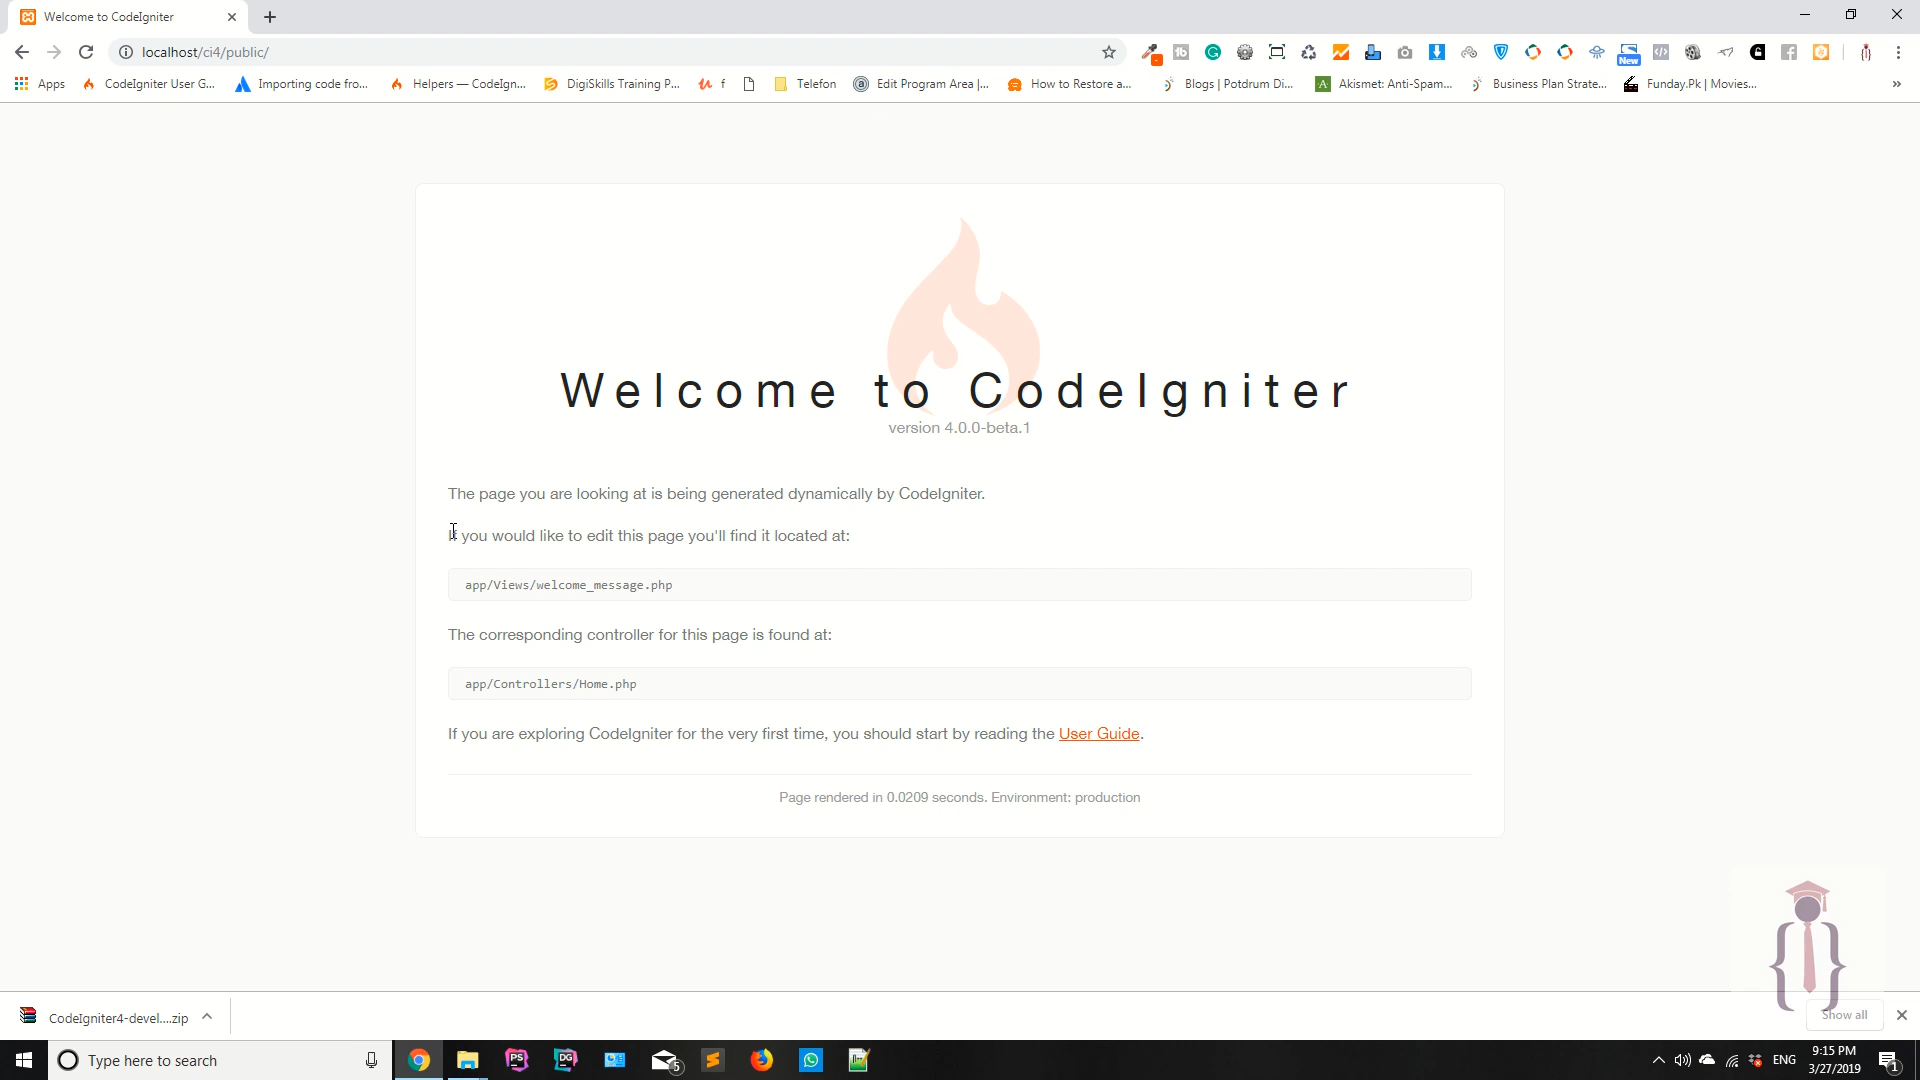 Welcome to CodeIgniter
localhost/ci4/public/
New
Apps
CodeIgniter User G...
Importing code fro...
Helpers — CodeIgn...
DigiSkills Training P...
f
Telefon
Edit Program Area |...
How to Restore a...
Blogs | Potdrum Di...
Akismet: Anti-Spam...
Business Plan Strate...
Funday.Pk | Movies...
»
Welcome to CodeIgniter
version 4.0.0-beta.1
The page you are looking at is being generated dynamically by CodeIgniter.
If you would like to edit this page you'll find it located at:
app/Views/welcome_message.php
The corresponding controller for this page is found at:
app/Controllers/Home.php
If you are exploring CodeIgniter for the very first time, you should start by reading the User Guide.
Page rendered in 0.0209 seconds. Environment: production
CodeIgniter4-devel....zip
Show all
Type here to search
PS
DG
5
ENG
9:15 PM
3/27/2019
1